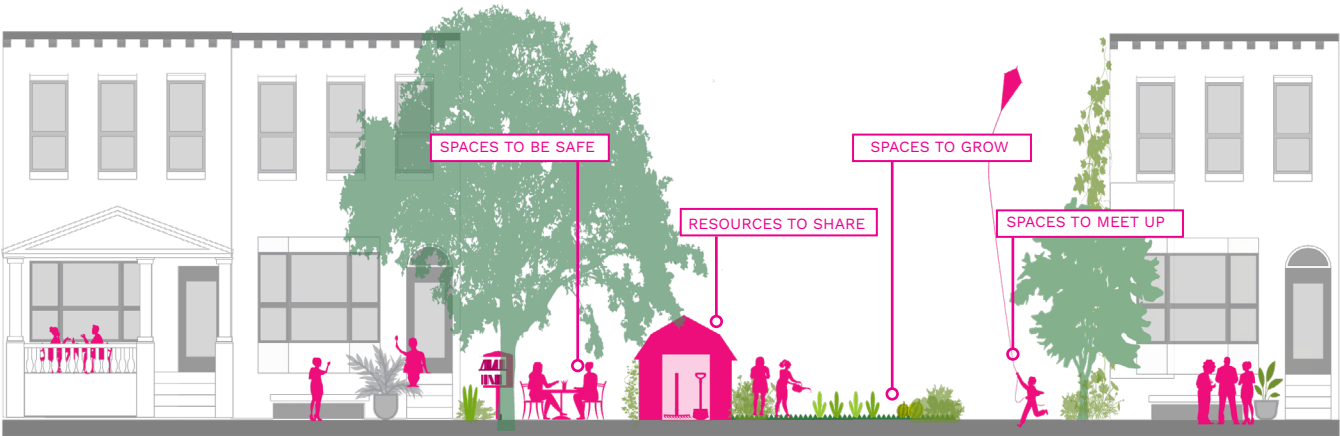 SPACES TO BE SAFE
SPACES TO GROW
RESOURCES TO SHARE
SPACES TO MEET UP